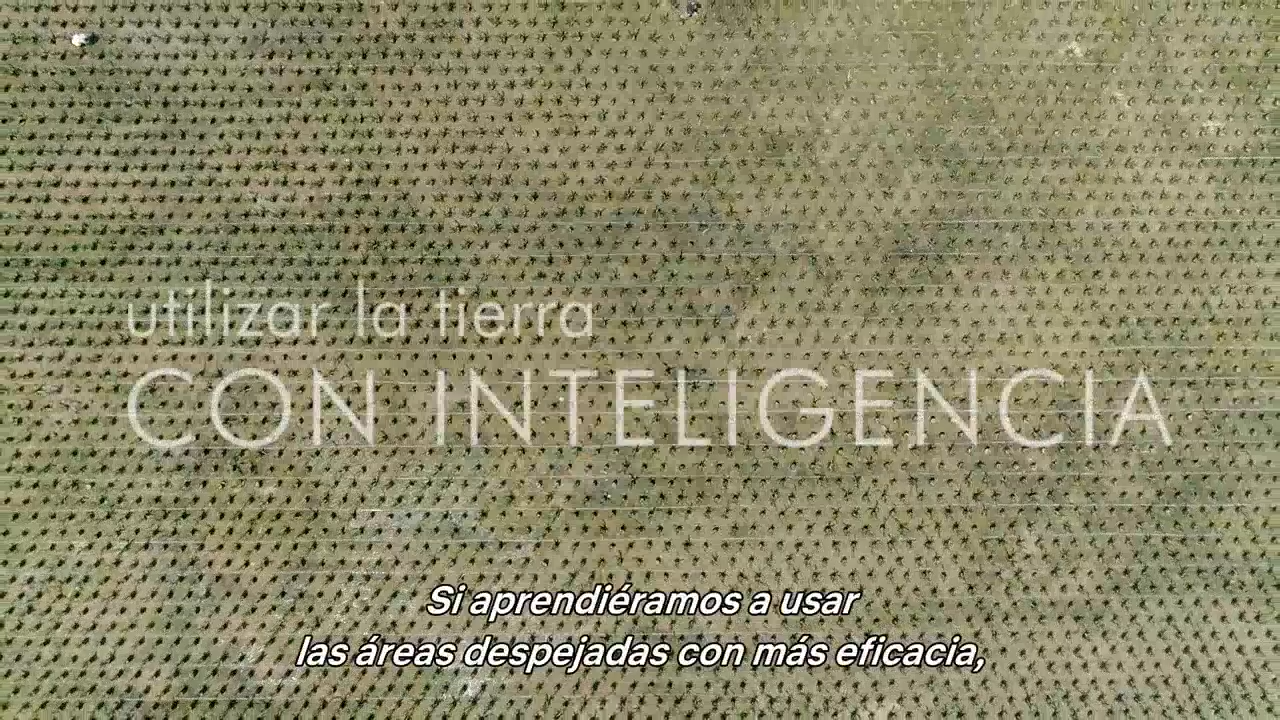 utilizar la tierra
CON INTELIGENCIA
Si aprendiéramos a usar
las áreas despejadas con más eficacia,